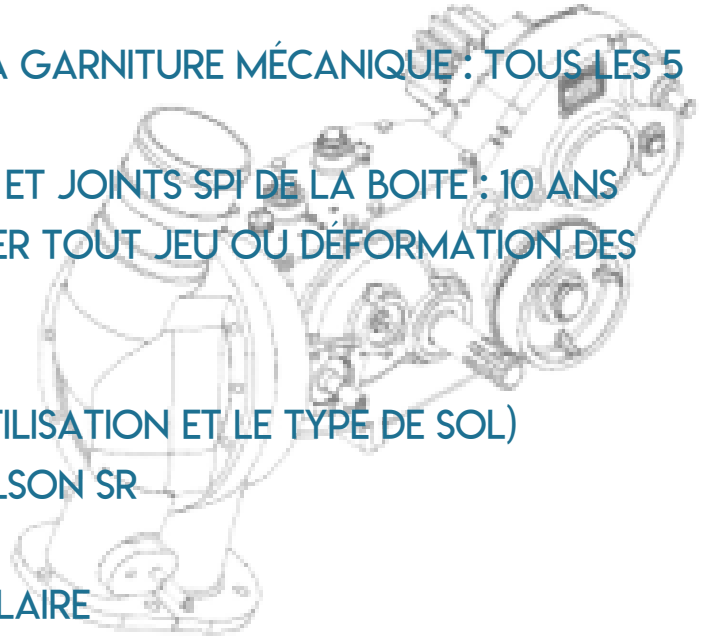 A GARNITURE MÉCANIQUE : TOUS LES 5
ET JOINTS SPI DE LA BOITE : 10 ANS
ER TOUT JEU OU DÉFORMATION DES
TILISATION ET LE TYPE DE SOL)
LSON SR
LAIRE